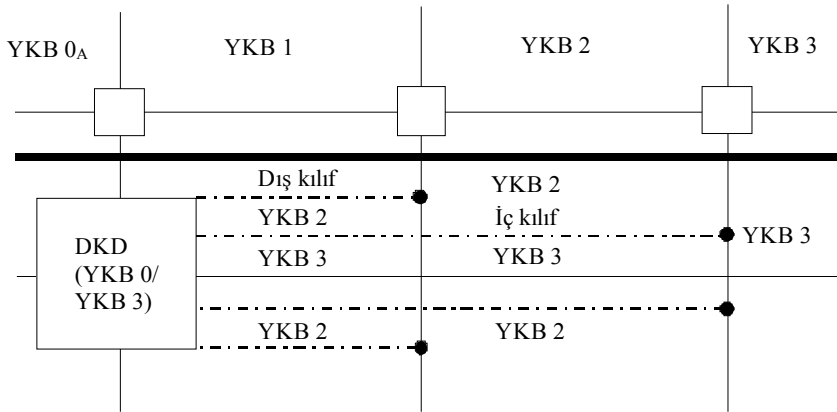 YKB 0A
YKB 1
YKB 2
YKB 3
Dış kılıf
YKB 2
YKB 2
İç kılıf
YKB 3
DKD
(YKB 0/
YKB 3)
YKB 3
YKB 3
YKB 2
YKB 2